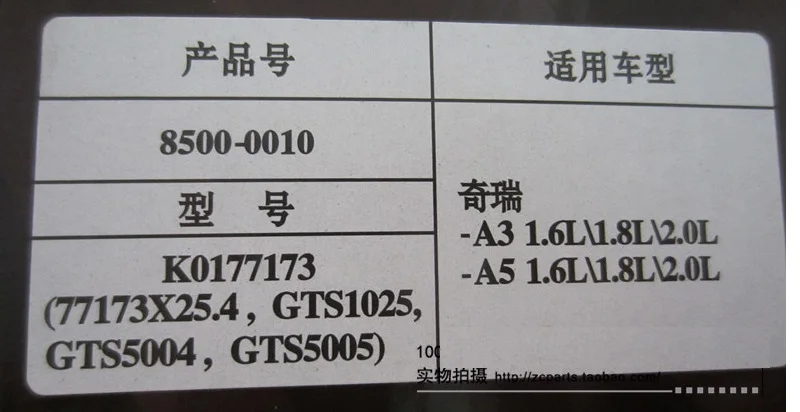 产品号
适用车型
8500-0010
型 号
K0177173
(77173X25.4, GTS1025,
GTS5004, GTS5005)
奇瑞
-A3 1.6L\1.8L\2.0L
-A5 1.6L\1.8L\2.0L
100
实物拍摄 http://zcparts.taobao.com/